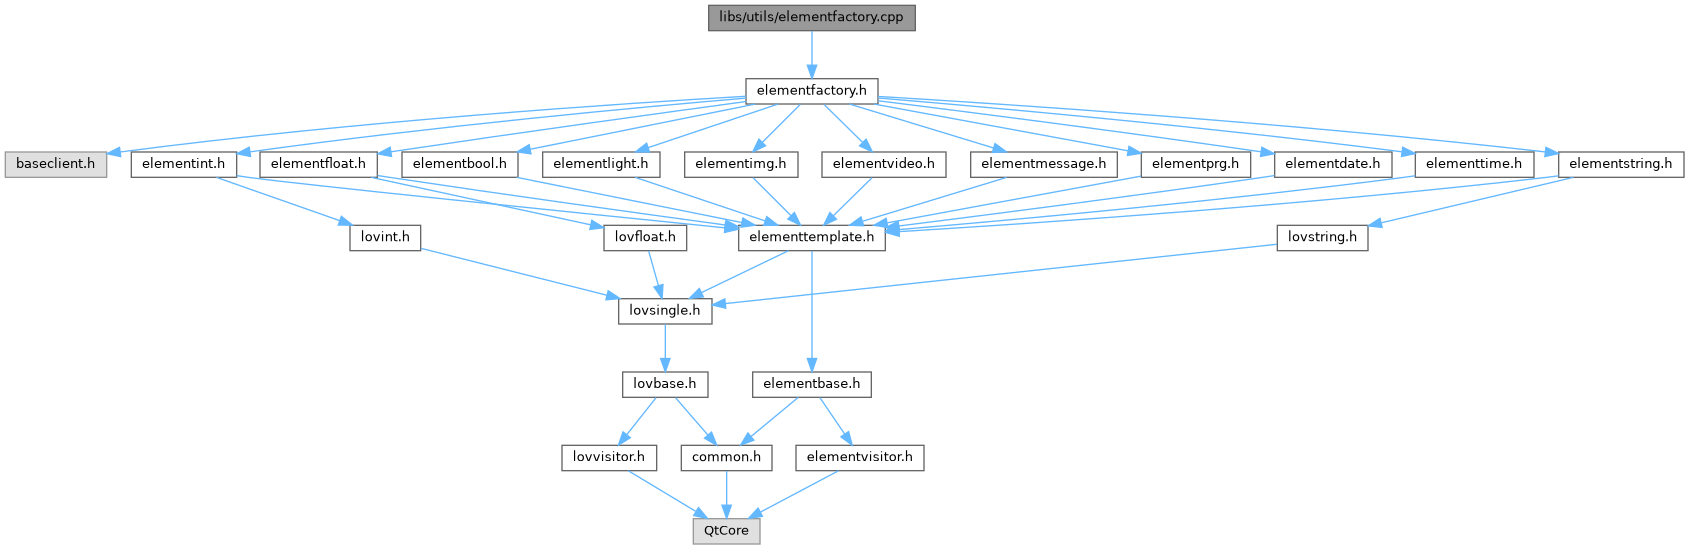 libs/utils/elementfactory.cpp
elementfactory.h
baseclient.h
elementint.h
elementfloat.h
elementbool.h
elementlight.h
elementimg.h
elementvideo.h
elementmessage.h
elementprg.h
elementdate.h
elementtime.h
elementstring.h
lovint.h
lovfloat.h
elementtemplate.h
lovstring.h
lovsingle.h
lovbase.h
elementbase.h
lovvisitor.h
common.h
elementvisitor.h
QtCore